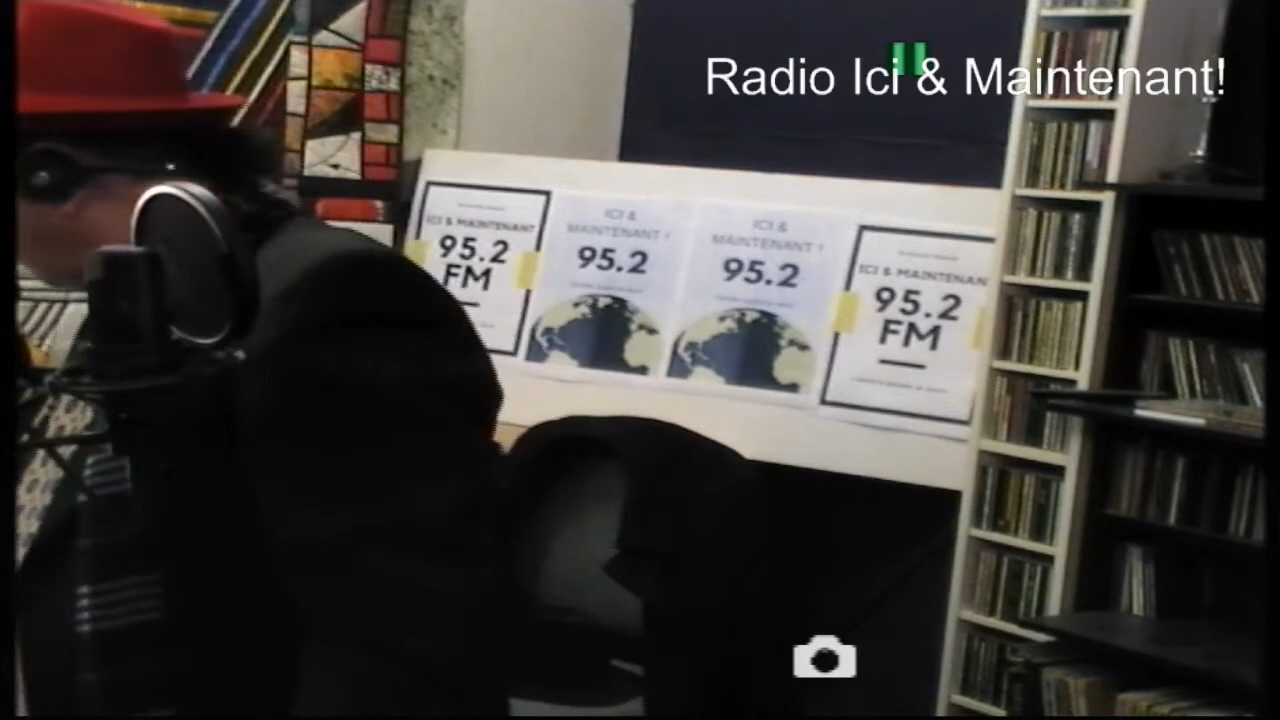 Radio Ici & Maintenant!
ICI & MAINTENANT
95.2
FM
ICI &
MAINTENANT !
95.2
ICI &
MAINTENANT !
95.2
ICI & MAINTENAN
95.2
FM